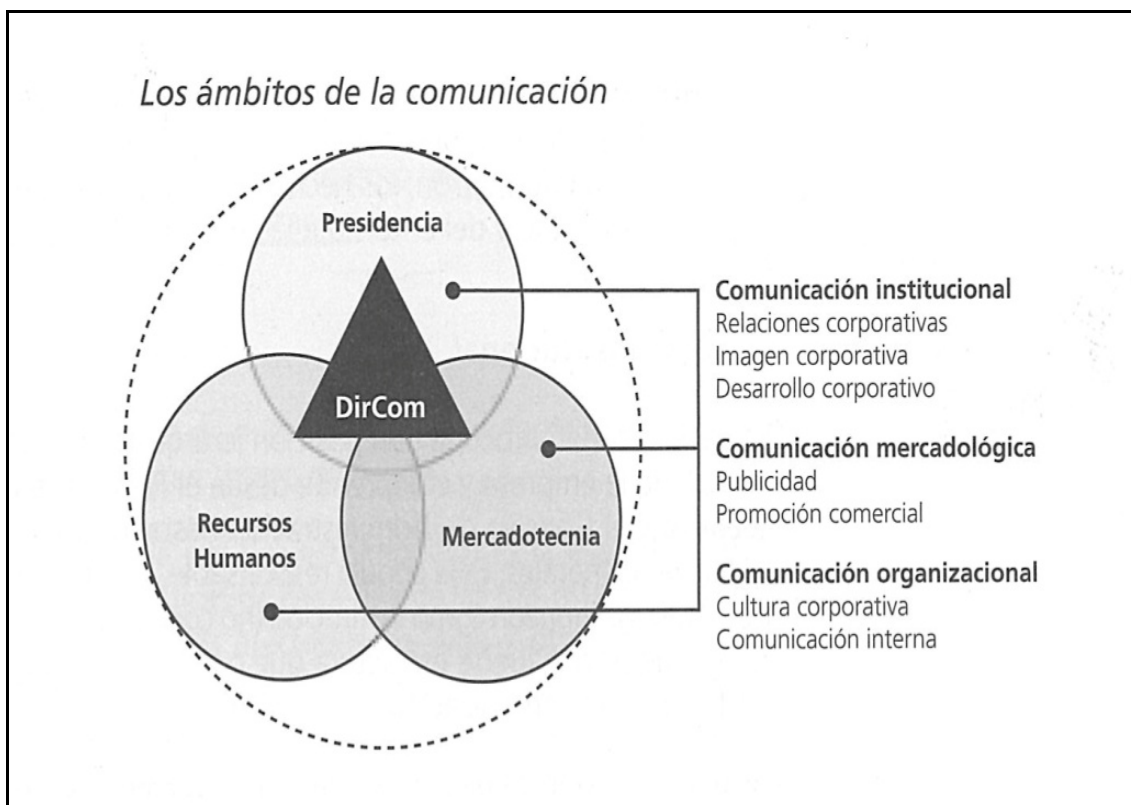 Los ámbitos de la comunicación
Presidencia
DirCom
Recursos
Humanos
Mercadotecnia
Comunicación institucional
Relaciones corporativas
Imagen corporativa
Desarrollo corporativo
Comunicación mercadológica
Publicidad
Promoción comercial
Comunicación organizacional
Cultura corporativa
Comunicación interna